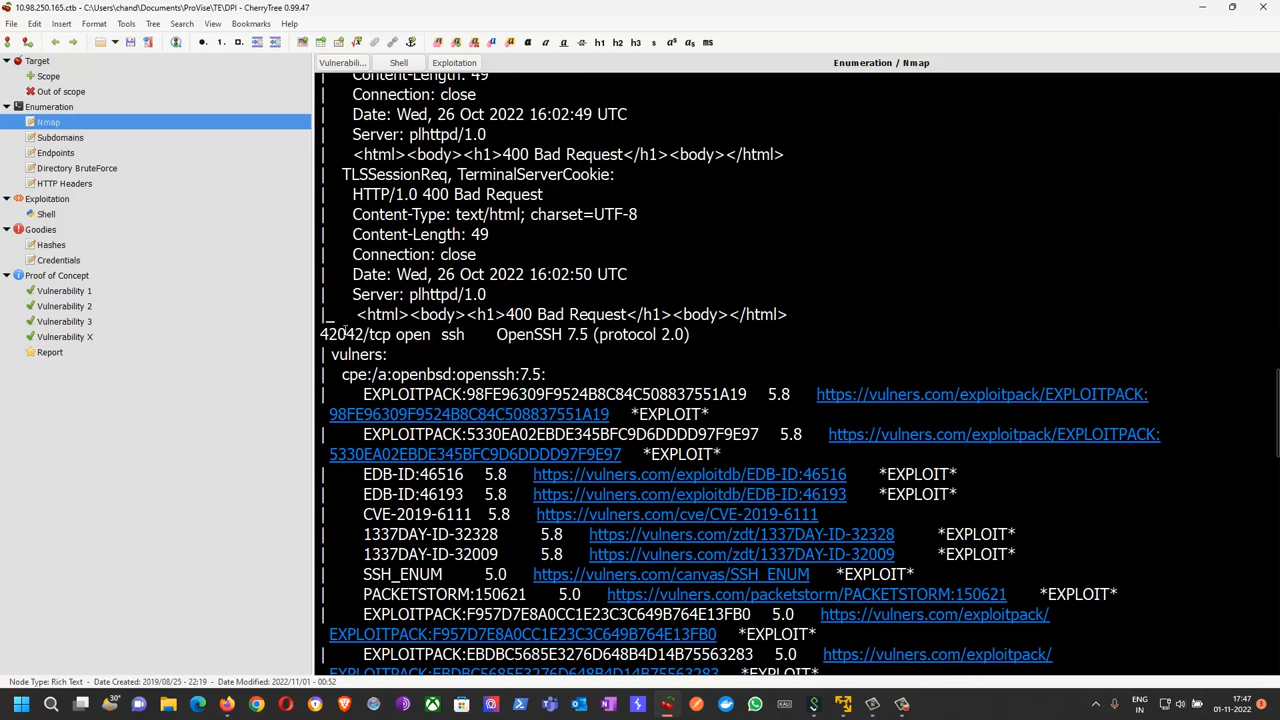 10.98.250.165.ctb - C:\Users\chand\Documents\ProVise\TE\DPI - CherryTree 0.99.47
File Edit Insert Format Tools Tree Search View Bookmarks Help
h1 h2 h3 s
Target
Scope
Out of scope
Enumeration
Nmap
Subdomains
Endpoints
Directory BruteForce
HTTP Headers
Exploitation
Shell
Goodies
Hashes
Credentials
Proof of Concept
Vulnerability 1
Vulnerability 2
Vulnerability 3
Vulnerability X
Report
Vulnerabili... Shell Exploitation Enumeration / Nmap
| Content-Length: 49
| Connection: close
| Date: Wed, 26 Oct 2022 16:02:49 UTC
| Server: plhttpd/1.0
| <html><body><h1>400 Bad Request</h1><body></html>
| TLSSessionReq, TerminalServerCookie:
| HTTP/1.0 400 Bad Request
| Content-Type: text/html; charset=UTF-8
| Content-Length: 49
| Connection: close
| Date: Wed, 26 Oct 2022 16:02:50 UTC
| Server: plhttpd/1.0
|_ <html><body><h1>400 Bad Request</h1><body></html>
42042/tcp open ssh OpenSSH 7.5 (protocol 2.0)
| vulners:
| cpe:/a:openbsd:openssh:7.5:
| EXPLOITPACK:98FE96309F9524B8C84C508837551A19 5.8 https://vulners.com/exploitpack/EXPLOITPACK:
98FE96309F9524B8C84C508837551A19 *EXPLOIT*
| EXPLOITPACK:5330EA02EBDE345BFC9D6DDDD97F9E97 5.8 https://vulners.com/exploitpack/EXPLOITPACK:
5330EA02EBDE345BFC9D6DDDD97F9E97 *EXPLOIT*
| EDB-ID:46516 5.8 https://vulners.com/exploitdb/EDB-ID:46516 *EXPLOIT*
| EDB-ID:46193 5.8 https://vulners.com/exploitdb/EDB-ID:46193 *EXPLOIT*
| CVE-2019-6111 5.8 https://vulners.com/cve/CVE-2019-6111
| 1337DAY-ID-32328 5.8 https://vulners.com/zdt/1337DAY-ID-32328 *EXPLOIT*
| 1337DAY-ID-32009 5.8 https://vulners.com/zdt/1337DAY-ID-32009 *EXPLOIT*
| SSH_ENUM 5.0 https://vulners.com/canvas/SSH_ENUM *EXPLOIT*
| PACKETSTORM:150621 5.0 https://vulners.com/packetstorm/PACKETSTORM:150621 *EXPLOIT*
| EXPLOITPACK:F957D7E8A0CC1E23C3C649B764E13FB0 5.0 https://vulners.com/exploitpack/
EXPLOITPACK:F957D7E8A0CC1E23C3C649B764E13FB0 *EXPLOIT*
| EXPLOITPACK:EBDBC5685E3276D648B4D14B75563283 5.0 https://vulners.com/exploitpack/
EXPLOITPACK:EBDBC5685E3276D648B4D14B75563283 *EXPLOIT*
Node Type: Rich Text - Date Created: 2019/08/25 - 22:19 - Date Modified: 2022/11/01 - 00:52
30°
KAU
ENG
IN
17:47
01-11-2022